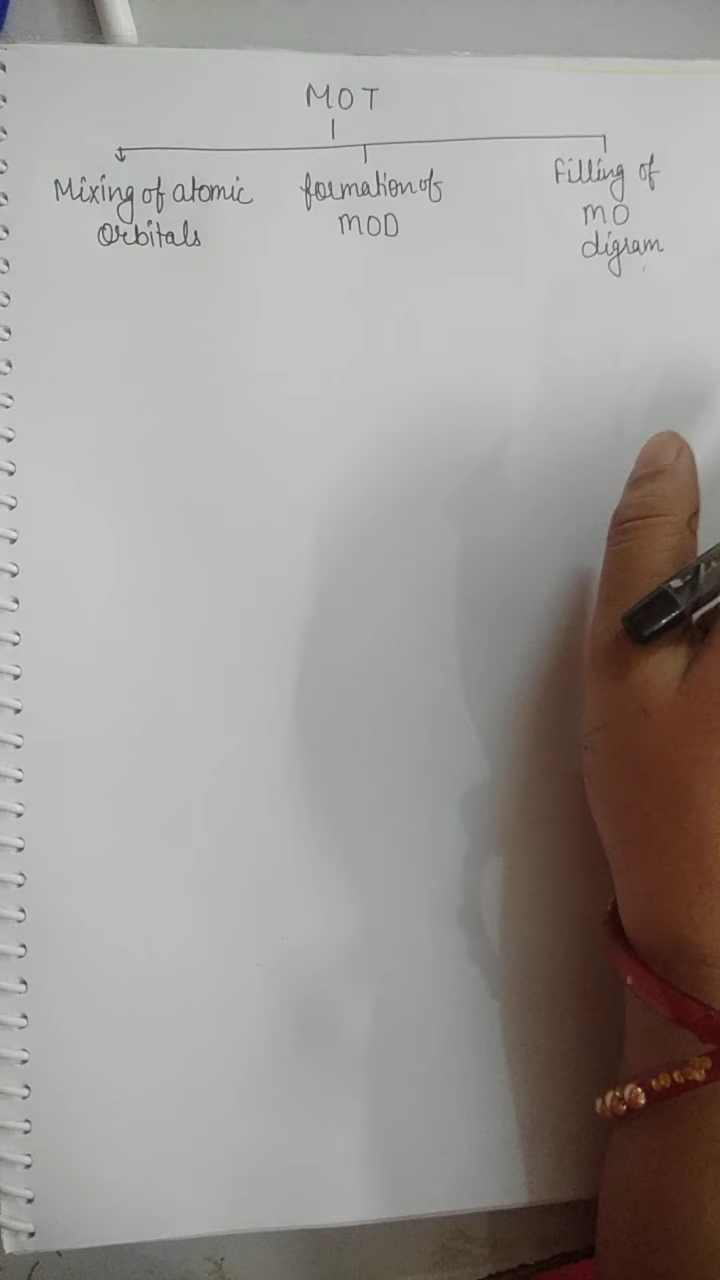 MOT
Mixing of atomic
Orbitals
formation of
MOD
Filling of
MO
digram